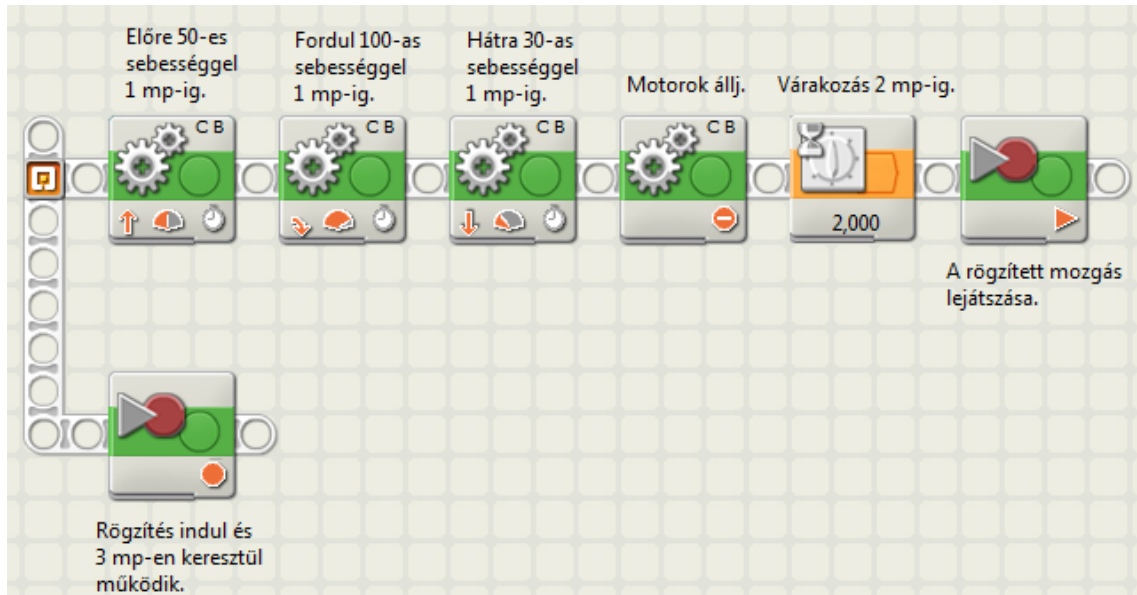 Előre 50-es
sebességgel
1 mp-ig.
Fordul 100-as
sebességgel
1 mp-ig.
Hátra 30-as
sebességgel
1 mp-ig.
Motorok állj.
Várakozás 2 mp-ig.
C B
C B
C B
C B
2,000
A rögzített mozgás
lejátszása.
Rögzítés indul és
3 mp-en keresztül
működik.